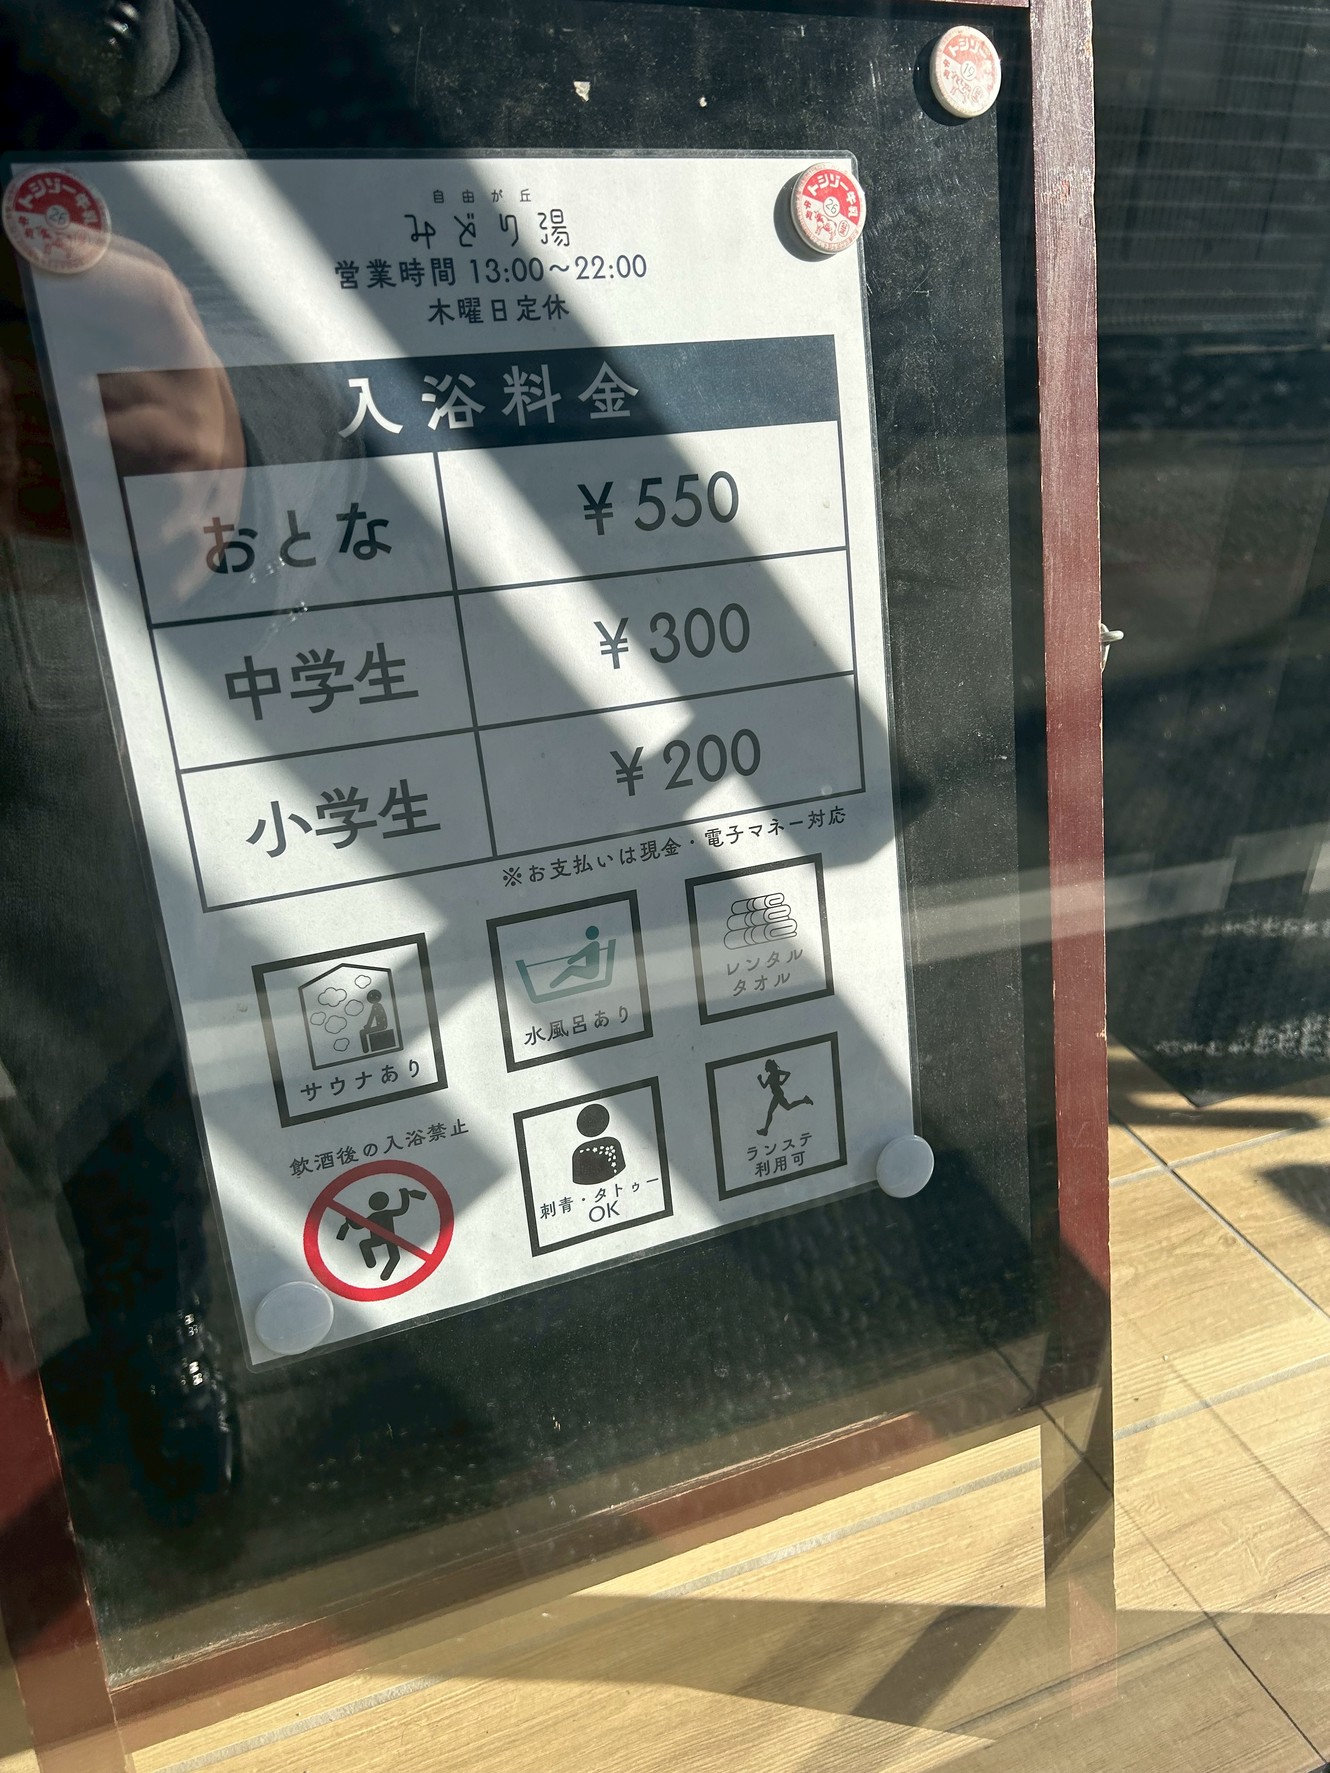 自由が丘
みどり湯
営業時間 13:00～22:00
木曜日定休
入浴料金
おとな ¥550
中学生 ¥300
小学生 ¥200
※お支払いは現金・電子マネー対応
サウナあり
水風呂あり
レンタル
タオル
飲酒後の入浴禁止
刺青・タトゥー
OK
ランステ
利用可